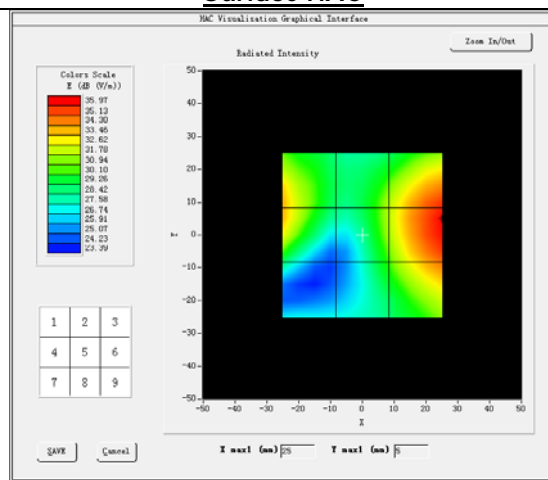 HAC Visualisation Graphical Interface
Zoom In/Out
Radiated Intensity
Colors Scale
E (dB (V/m))
35.97
35.13
34.30
33.46
32.62
31.78
30.94
30.10
29.26
28.42
27.58
26.74
25.91
25.07
24.23
23.39
50
40
30
20
10
0
-10
-20
-30
-40
-50
Y
-50 -40 -30 -20 -10 0 10 20 30 40 50
X
1 2 3
4 5 6
7 8 9
SAVE
Cancel
X max1 (mm) 25
Y max1 (mm) 5